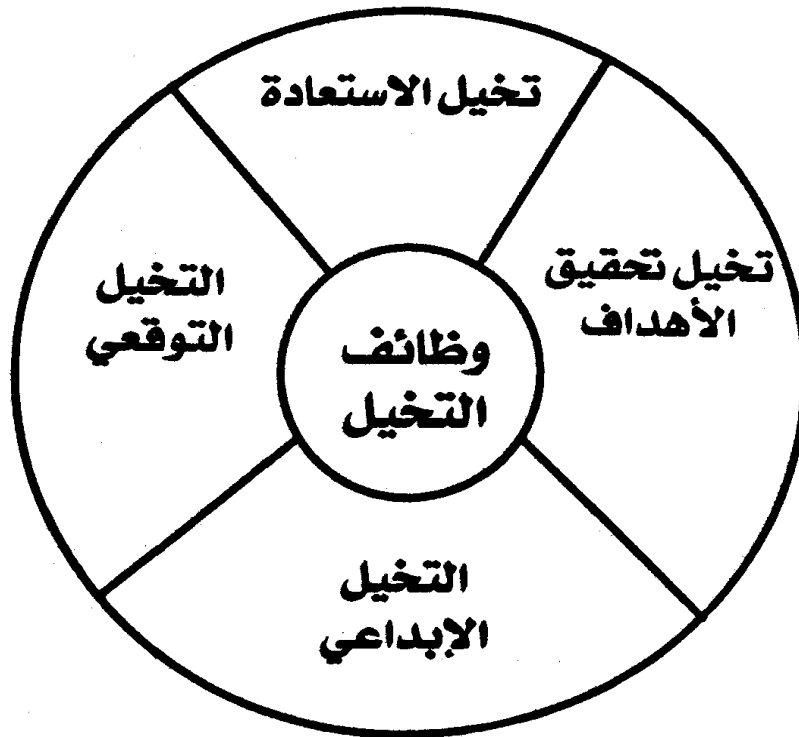 تخيل الاستعادة
تخيل تحقيق
الأهداف
التخيل
التوقعي
وظائف
التخيل
التخيل
الإبداعي